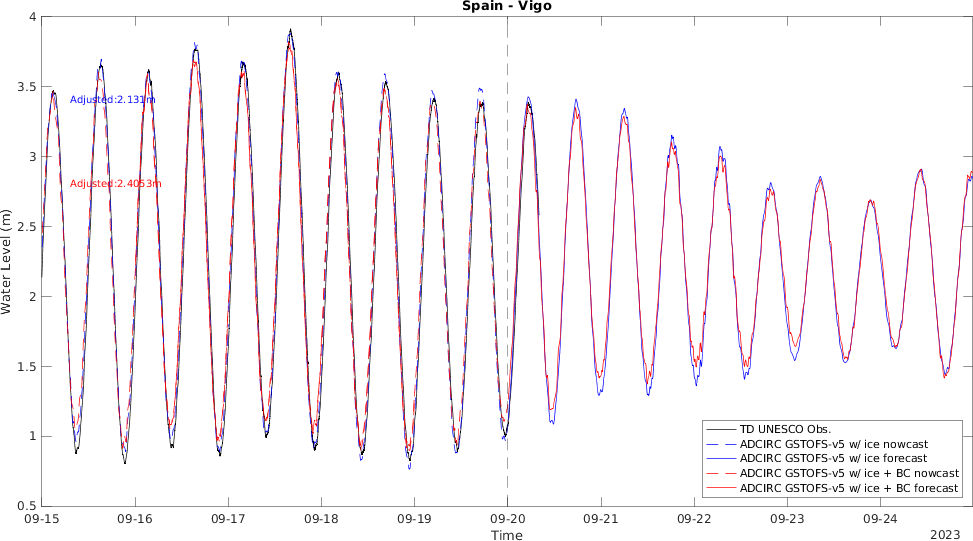 Spain - Vigo
Water Level (m)
4
3.5
3
2.5
2
1.5
1
0.5
Adjusted:2.131m
Adjusted:2.4053m
TD UNESCO Obs.
ADCIRC GSTOFS-v5 w/ ice nowcast
ADCIRC GSTOFS-v5 w/ ice forecast
ADCIRC GSTOFS-v5 w/ ice + BC nowcast
ADCIRC GSTOFS-v5 w/ ice + BC forecast
09-15 09-16 09-17 09-18 09-19 09-20 09-21 09-22 09-23 09-24
Time
2023